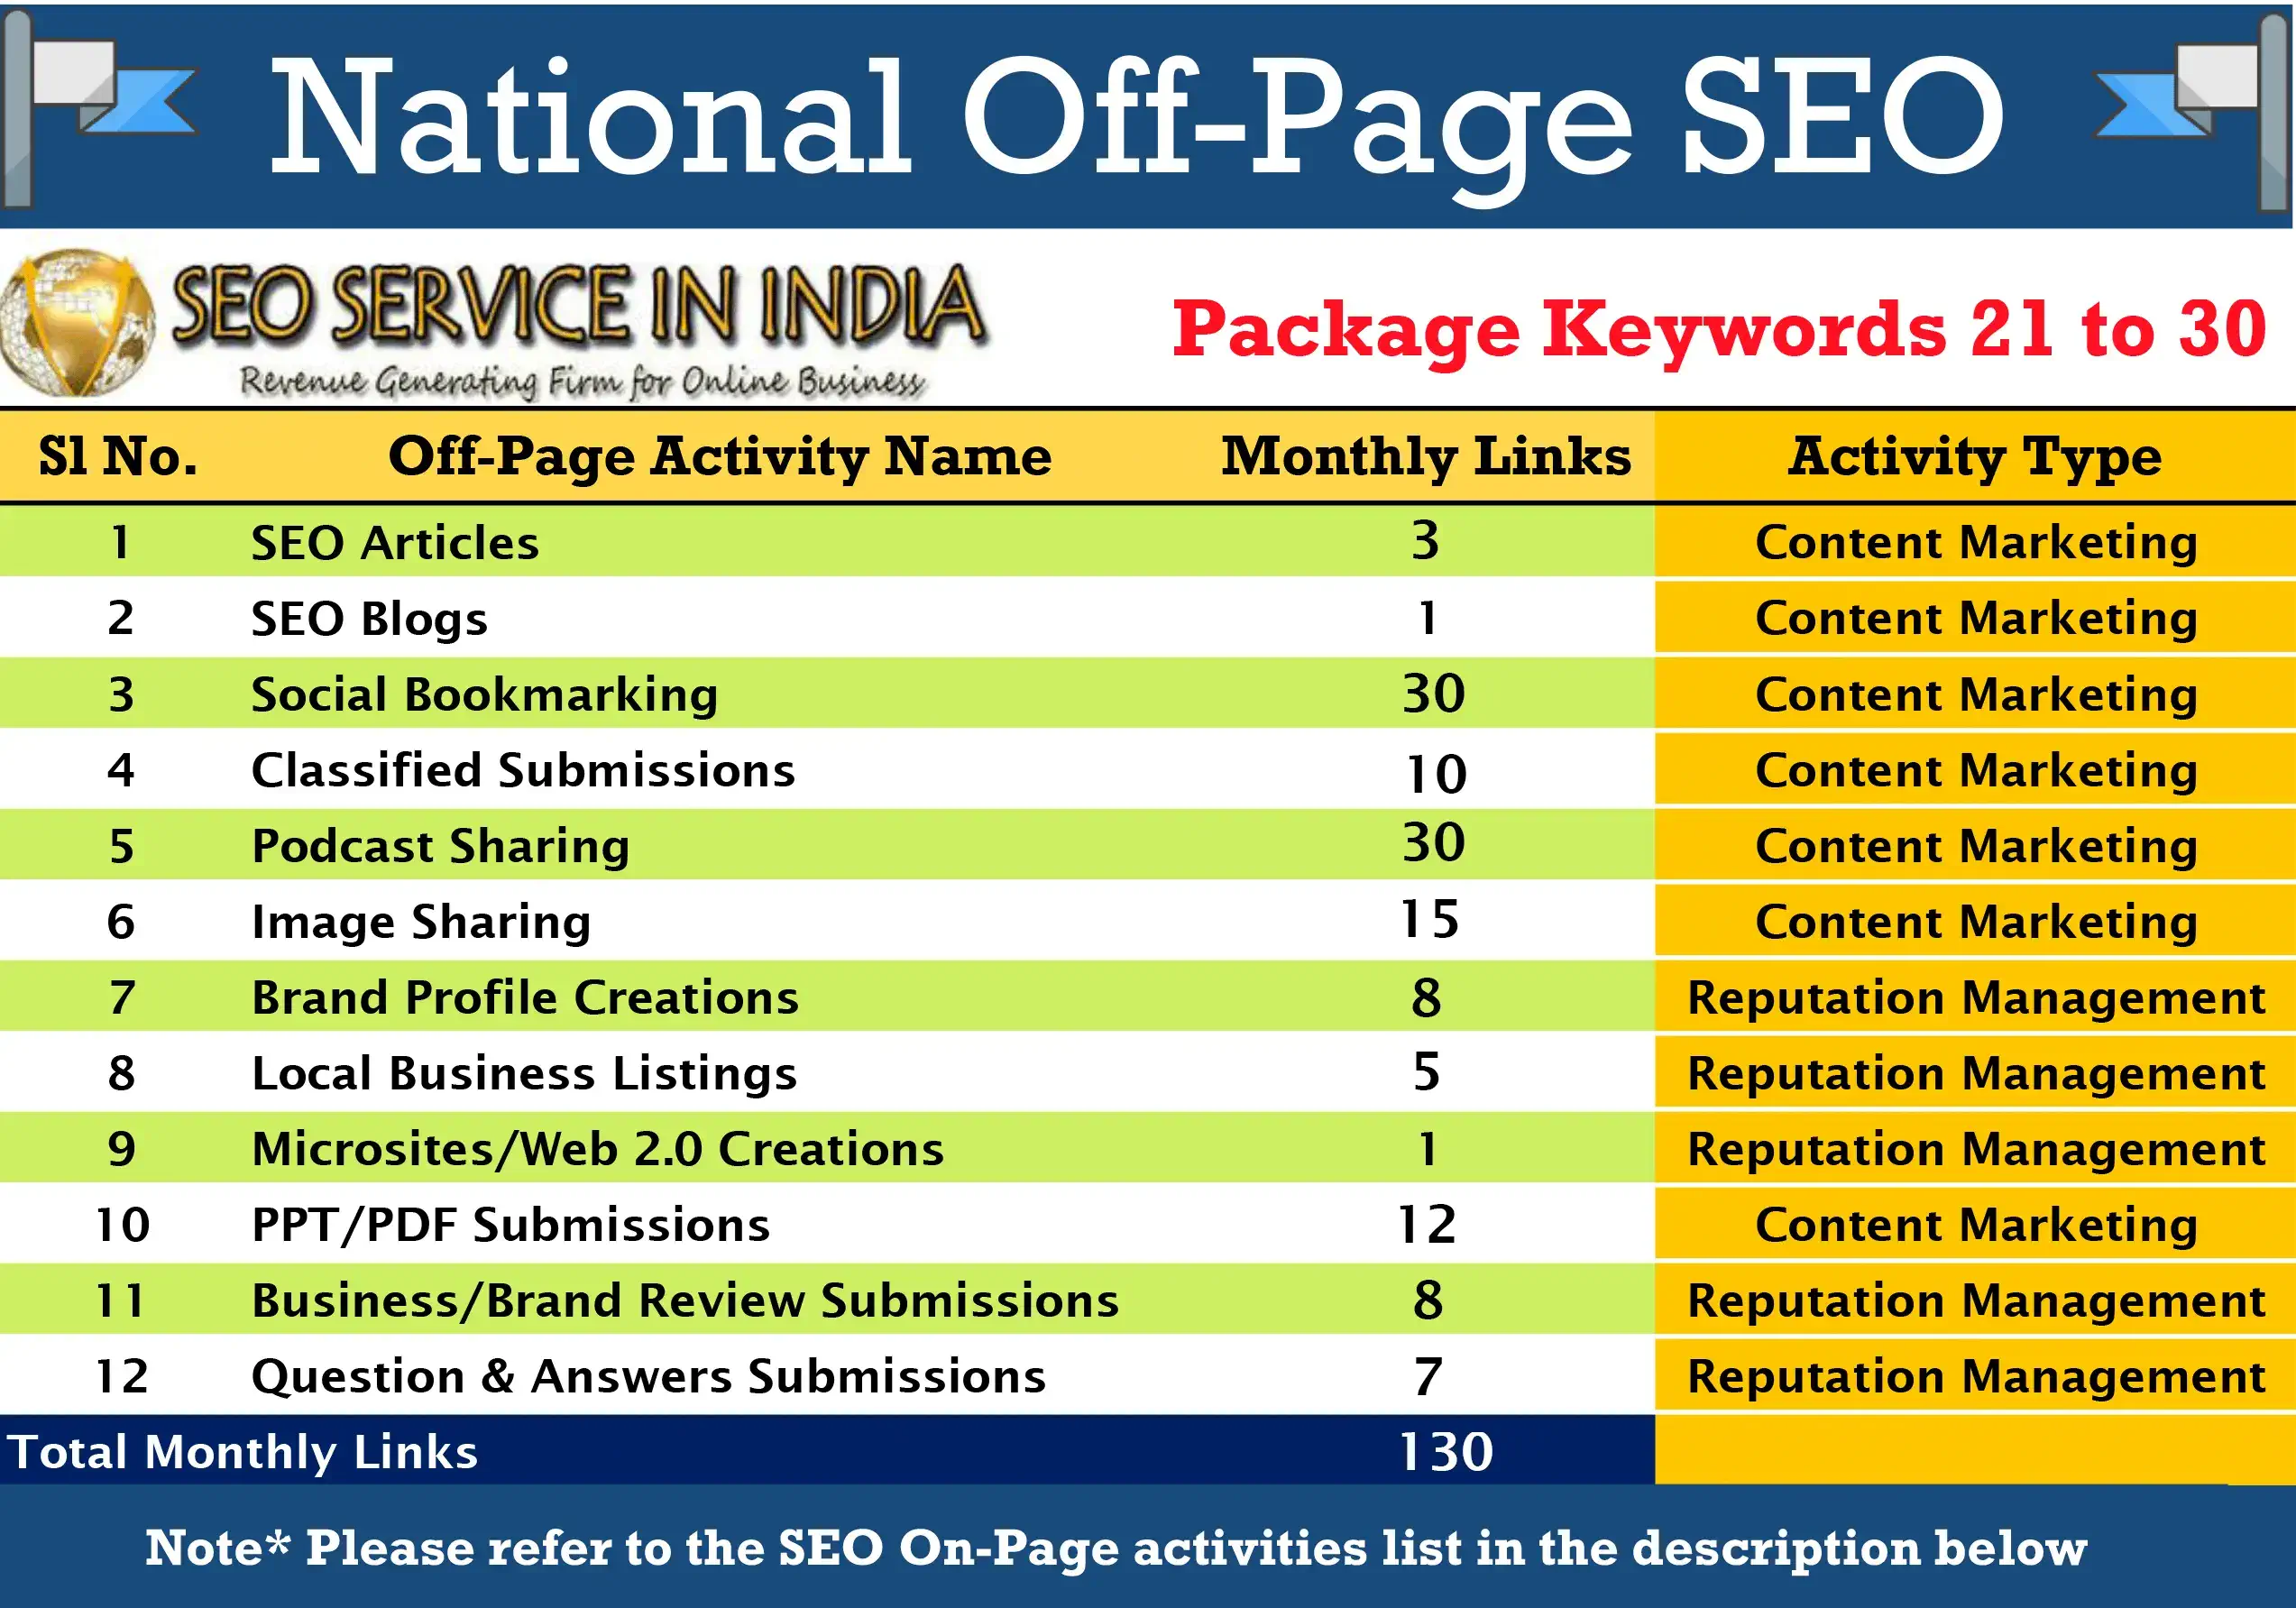 National Off-Page SEO
SEO SERVICE IN INDIA
Revenue Generating Firm for Online Business
Package Keywords 21 to 30
Sl No. Off-Page Activity Name Monthly Links Activity Type
1 SEO Articles 3 Content Marketing
2 SEO Blogs 1 Content Marketing
3 Social Bookmarking 30 Content Marketing
4 Classified Submissions 10 Content Marketing
5 Podcast Sharing 30 Content Marketing
6 Image Sharing 15 Content Marketing
7 Brand Profile Creations 8 Reputation Management
8 Local Business Listings 5 Reputation Management
9 Microsites/Web 2.0 Creations 1 Reputation Management
10 PPT/PDF Submissions 12 Content Marketing
11 Business/Brand Review Submissions 8 Reputation Management
12 Question & Answers Submissions 7 Reputation Management
Total Monthly Links 130
Note* Please refer to the SEO On-Page activities list in the description below